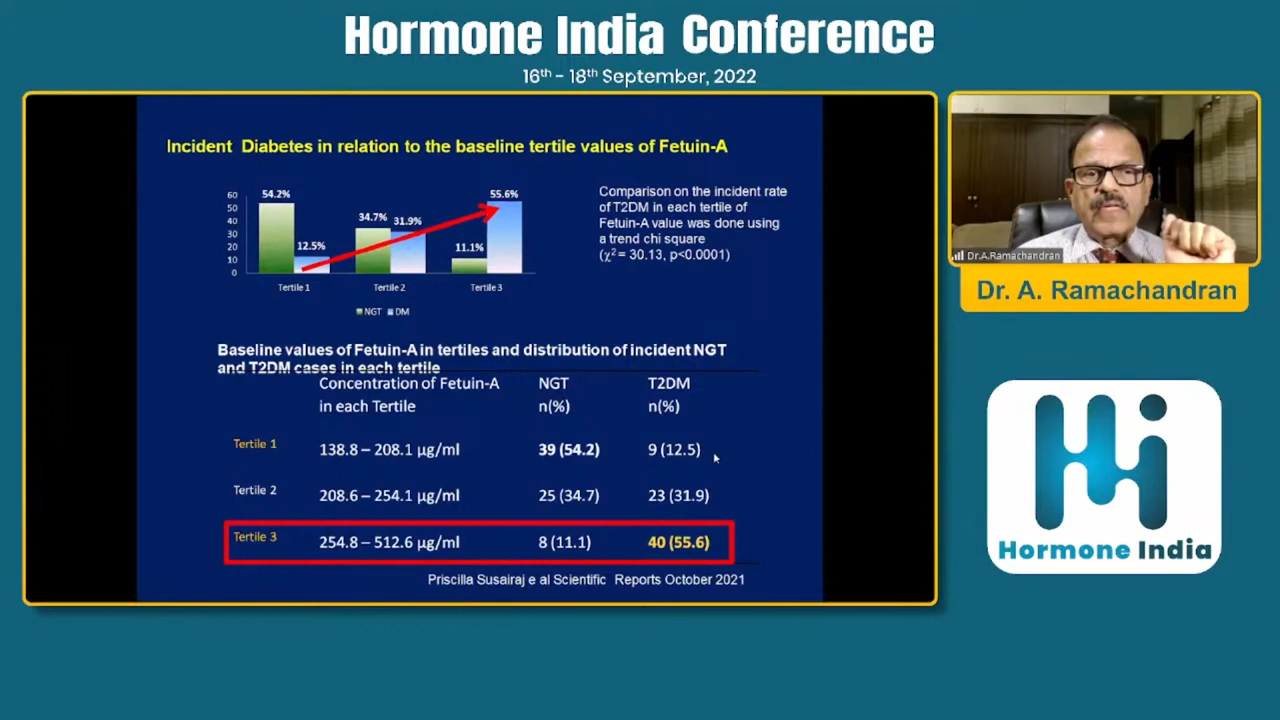 Hormone India Conference
16th - 18th September, 2022
Incident Diabetes in relation to the baseline tertile values of Fetuin-A
60
50
40
30
20
10
0
54.2%
12.5%
34.7%
31.9%
11.1%
55.6%
Tertile 1
Tertile 2
Tertile 3
NGT DM
Comparison on the incident rate
of T2DM in each tertile of
Fetuin-A value was done using
a trend chi square
(χ²= 30.13, p<0.0001)
Baseline values of Fetuin-A in tertiles and distribution of incident NGT
and T2DM cases in each tertile
Concentration of Fetuin-A NGT T2DM
in each Tertile n(%) n(%)
Tertile 1 138.8 – 208.1 µg/ml 39 (54.2) 9 (12.5)
Tertile 2 208.6 – 254.1 µg/ml 25 (34.7) 23 (31.9)
Tertile 3 254.8 – 512.6 µg/ml 8 (11.1) 40 (55.6)
Priscilla Susairaj e al Scientific Reports October 2021
Dr.A.Ramachandran
Dr. A. Ramachandran
Hormone India